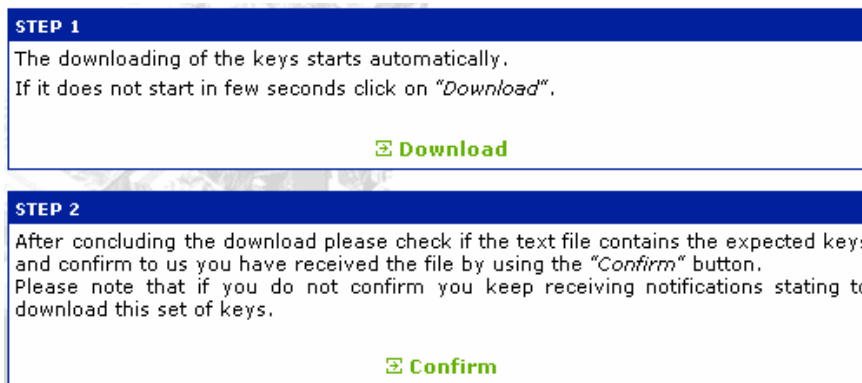 STEP 1
The downloading of the keys starts automatically.
If it does not start in few seconds click on "Download".
Download
STEP 2
After concluding the download please check if the text file contains the expected keys
and confirm to us you have received the file by using the "Confirm" button.
Please note that if you do not confirm you keep receiving notifications stating to
download this set of keys.
Confirm